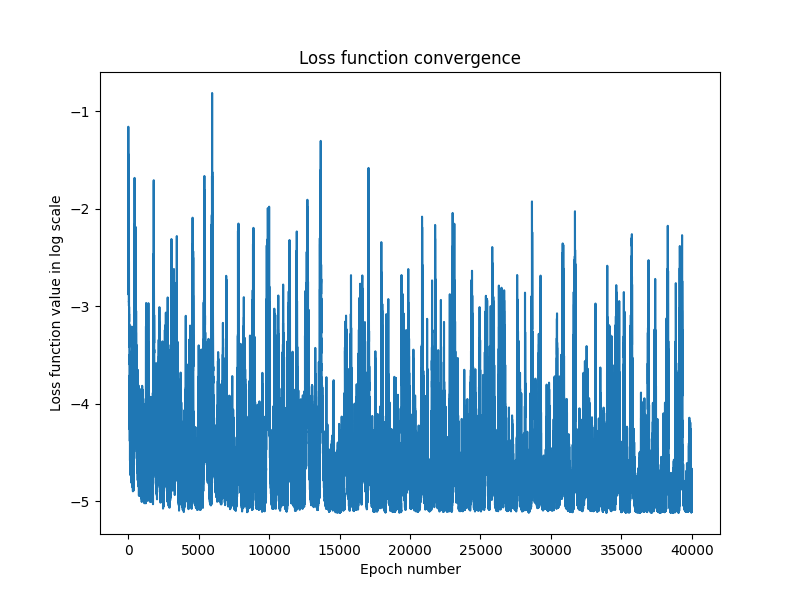 Loss function convergence
Loss function value in log scale
−1
−2
−3
−4
−5
0 5000 10000 15000 20000 25000 30000 35000 40000
Epoch number